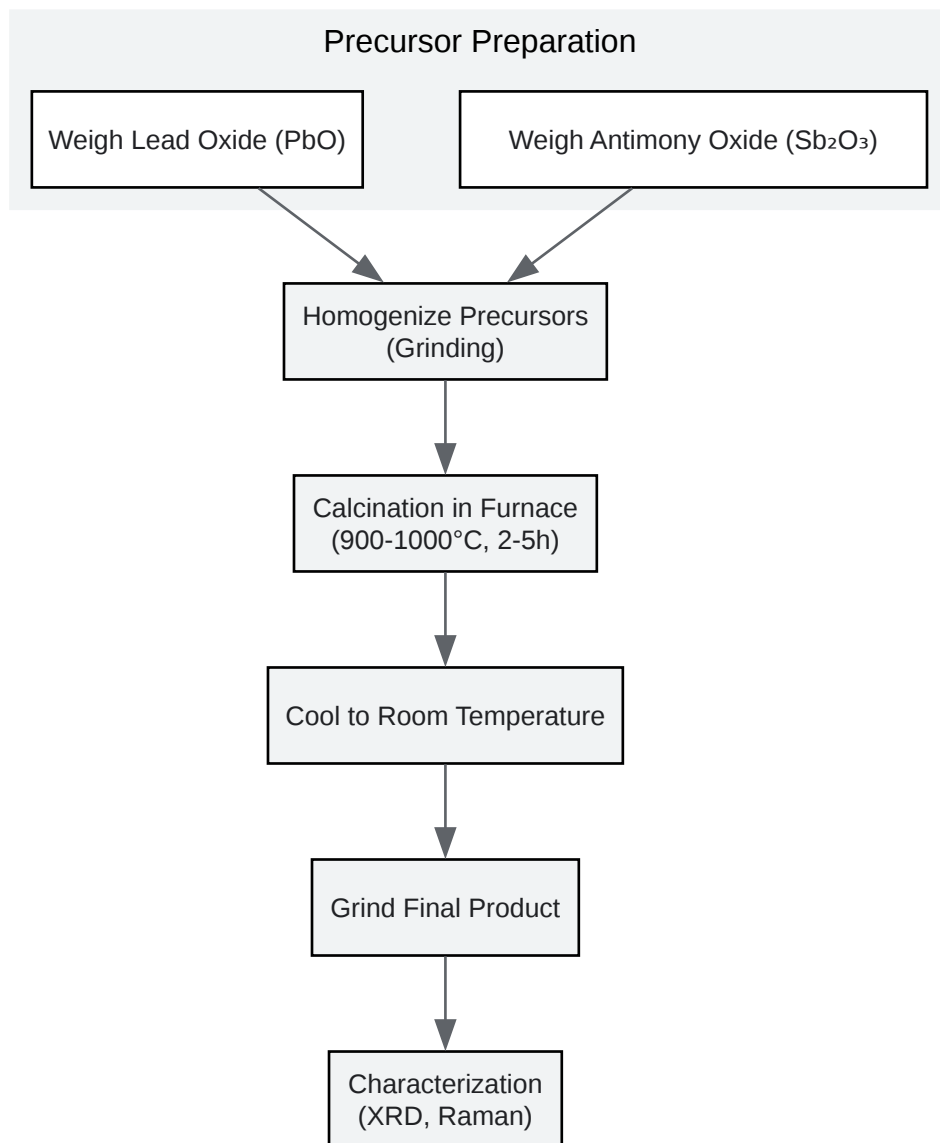 Precursor Preparation
Weigh Lead Oxide (PbO)
Weigh Antimony Oxide (Sb₂O₃)
Homogenize Precursors
(Grinding)
Calcination in Furnace
(900-1000°C, 2-5h)
Cool to Room Temperature
Grind Final Product
Characterization
(XRD, Raman)